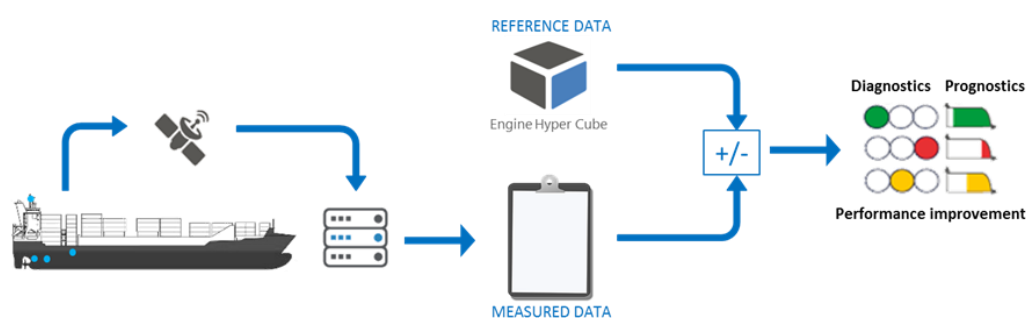 REFERENCE DATA
Engine Hyper Cube
+/-
MEASURED DATA
Diagnostics Prognostics
Performance improvement